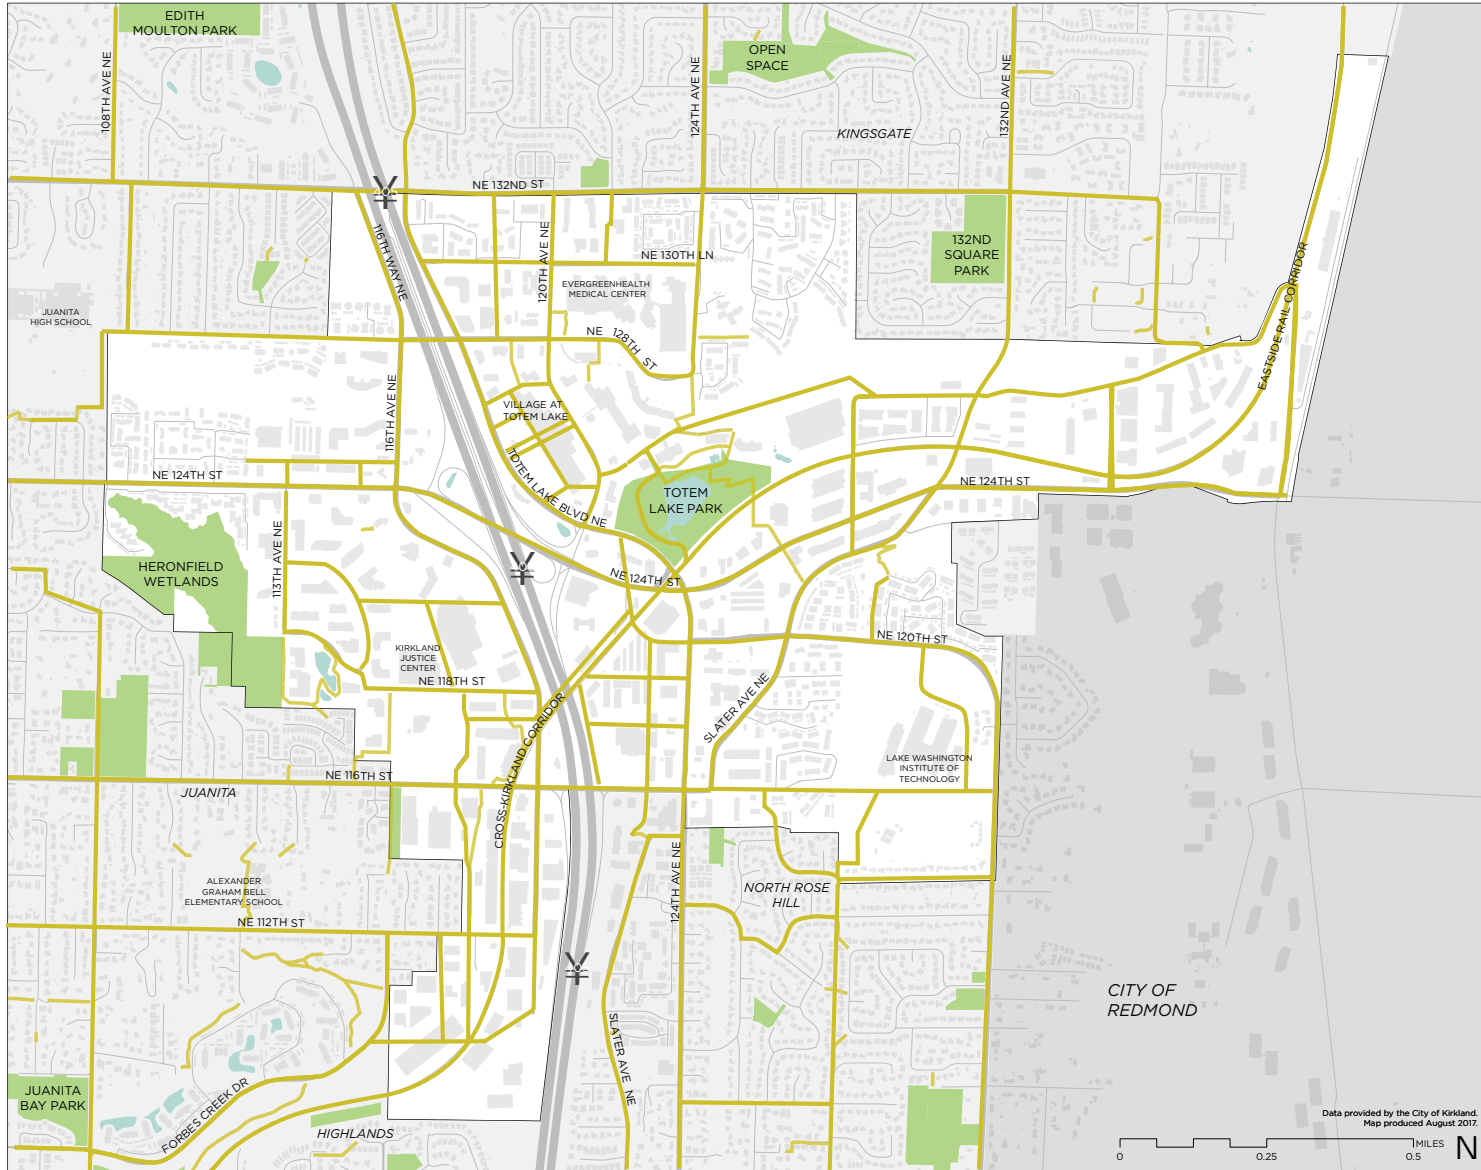 EDITH
MOULTON PARK
108TH AVE NE
124TH AVE NE
OPEN
SPACE
132ND AVE NE
KINGSGATE
NE 132ND ST
116TH WAY NE
120TH AVE NE
NE 130TH LN
132ND
SQUARE
PARK
EVERGREENHEALTH
MEDICAL CENTER
JUANITA
HIGH SCHOOL
NE 128TH ST
EASTSIDE RAIL CORRIDOR
116TH AVE NE
VILLAGE AT
TOTEM LAKE
NE 124TH ST
TOTEM LAKE BLVD NE
TOTEM
LAKE PARK
NE 124TH ST
HERONFIELD
WETLANDS
113TH AVE NE
NE 124TH ST
KIRKLAND
JUSTICE
CENTER
NE 120TH ST
NE 118TH ST
SLATER AVE NE
CROSS-KIRKLAND CORRIDOR
LAKE WASHINGTON
INSTITUTE OF
TECHNOLOGY
NE 116TH ST
JUANITA
ALEXANDER
GRAHAM BELL
ELEMENTARY SCHOOL
124TH AVE NE
NORTH ROSE
HILL
NE 112TH ST
CITY OF
REDMOND
SLATER AVE NE
JUANITA
BAY PARK
FORBES CREEK DR
HIGHLANDS
Data provided by the City of Kirkland.
Map produced August 2017.
MILES
N
0
0.25
0.5